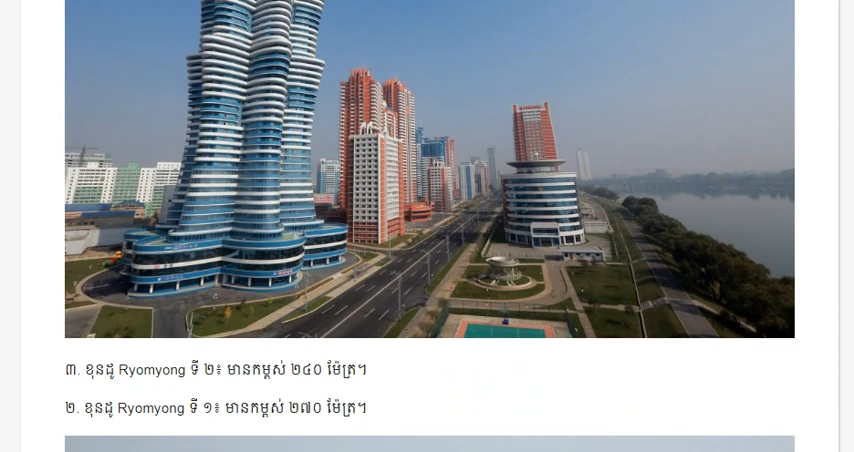 ៣. ខុនដូ Ryomyong ទី ២៖ មានកម្ពស់ ២៤០ ម៉ែត្រ។
២. ខុនដូ Ryomyong ទី ១៖ មានកម្ពស់ ២៧០ ម៉ែត្រ។